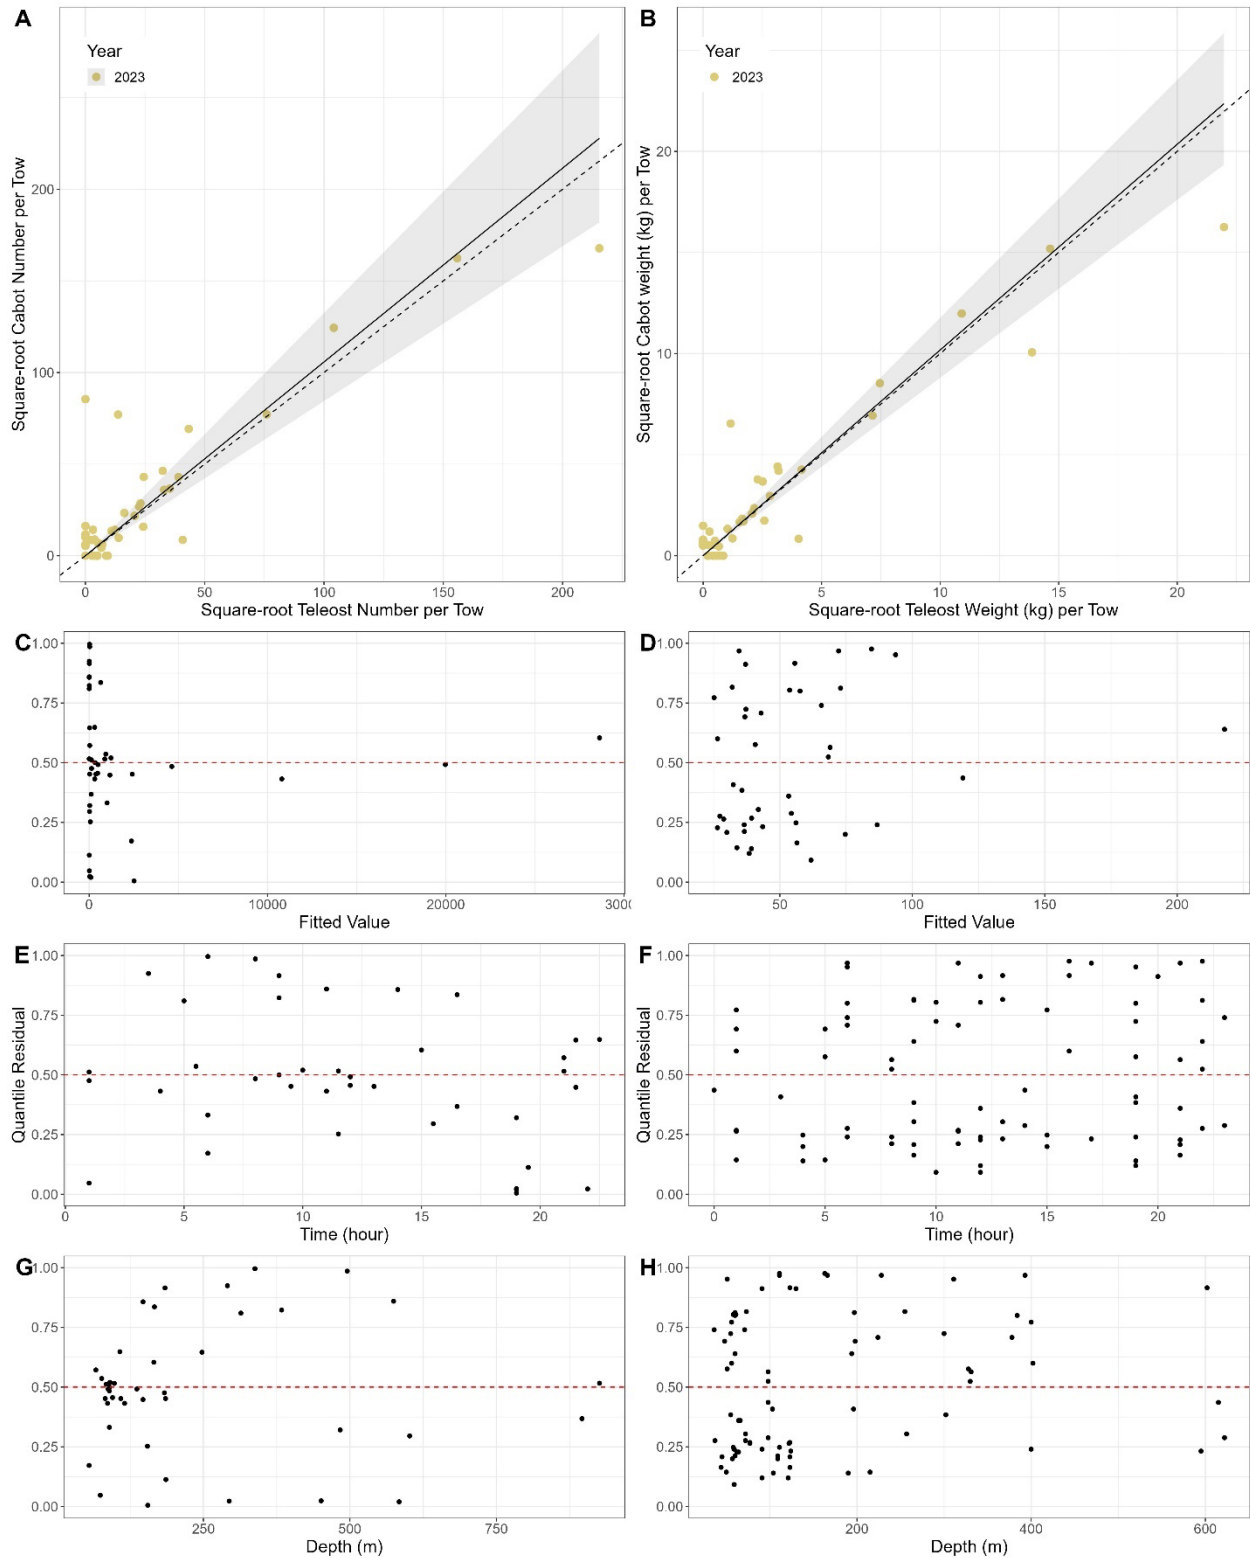 A
Year
2023
200
100
0
Square-root Cabot Number per Tow
0 50 100 150 200
Square-root Teleost Number per Tow
B
Year
2023
20
10
0
Square-root Cabot weight (kg) per Tow
0 5 10 15 20
Square-root Teleost Weight (kg) per Tow
C
1.00
0.75
0.50
0.25
0.00
0 10000 20000 3000
Fitted Value
D
1.00
0.75
0.50
0.25
0.00
50 100 150 200
Fitted Value
E
1.00
0.75
0.50
0.25
0.00
Quantile Residual
0 5 10 15 20
Time (hour)
F
1.00
0.75
0.50
0.25
0.00
Quantile Residual
0 5 10 15 20
Time (hour)
G
1.00
0.75
0.50
0.25
0.00
250 500 750
Depth (m)
H
1.00
0.75
0.50
0.25
0.00
200 400 600
Depth (m)